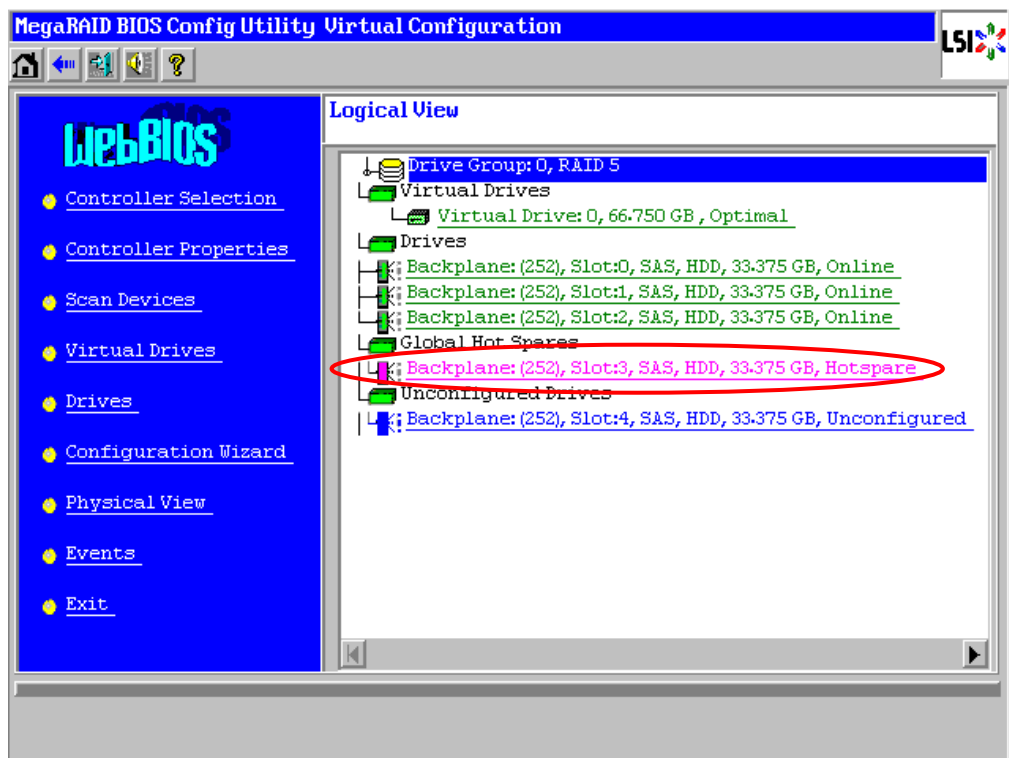 MegaRAID BIOS Config Utility Virtual Configuration
LSI
?
WebBIOS
Controller Selection
Controller Properties
Scan Devices
Virtual Drives
Drives
Configuration Wizard
Physical View
Events
Exit
Logical View
Drive Group: 0, RAID 5
Virtual Drives
Virtual Drive: 0, 66.750 GB , Optimal
Drives
Backplane: (252), Slot:0, SAS, HDD, 33.375 GB, Online
Backplane: (252), Slot:1, SAS, HDD, 33.375 GB, Online
Backplane: (252), Slot:2, SAS, HDD, 33.375 GB, Online
Global Hot Spares
Backplane: (252), Slot:3, SAS, HDD, 33.375 GB, Hotspare
Unconfigured Drives
Backplane: (252), Slot:4, SAS, HDD, 33.375 GB, Unconfigured